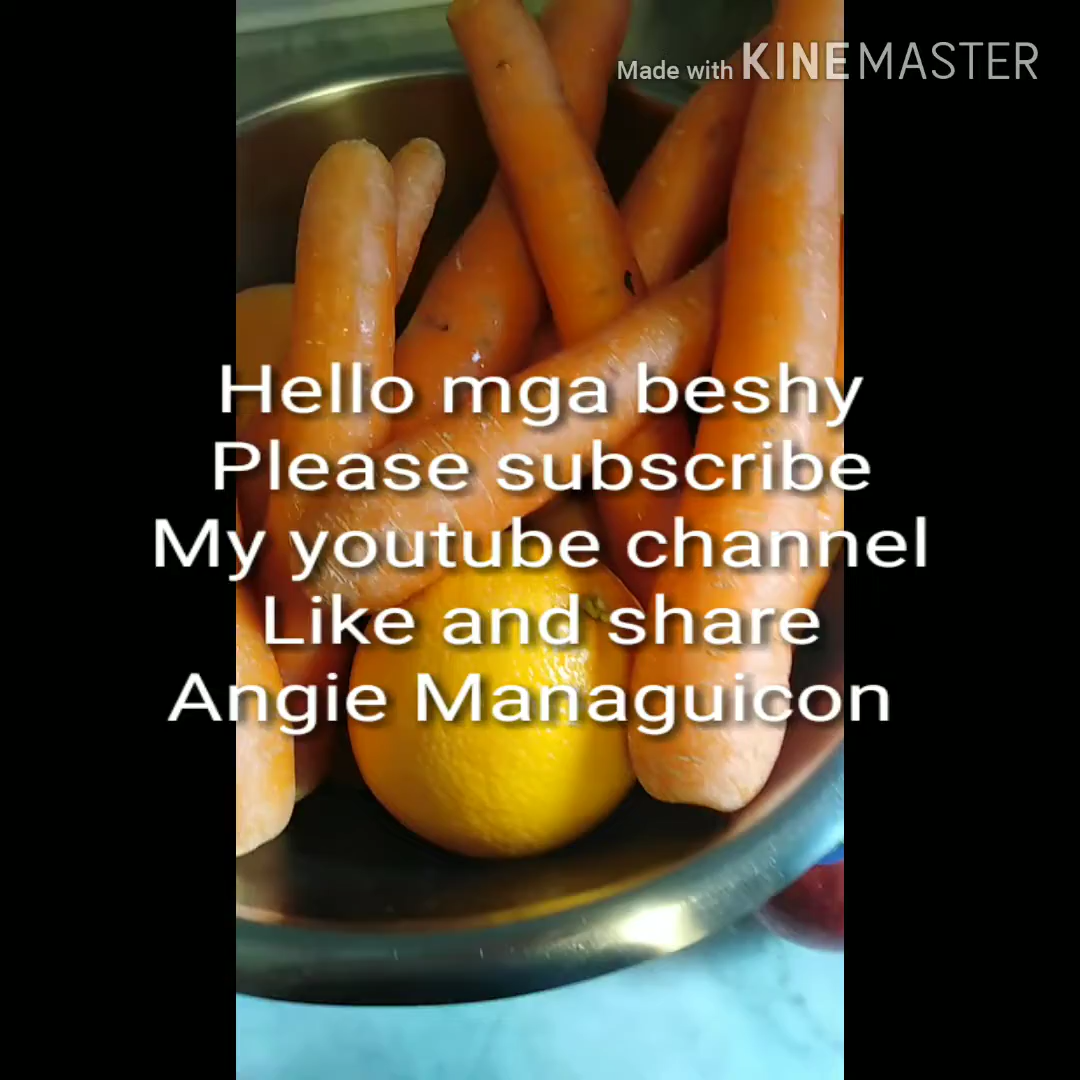 Made with KINEMASTER
Hello mga beshy
Please subscribe
My youtube channel
Like and share
Angie Managuicon